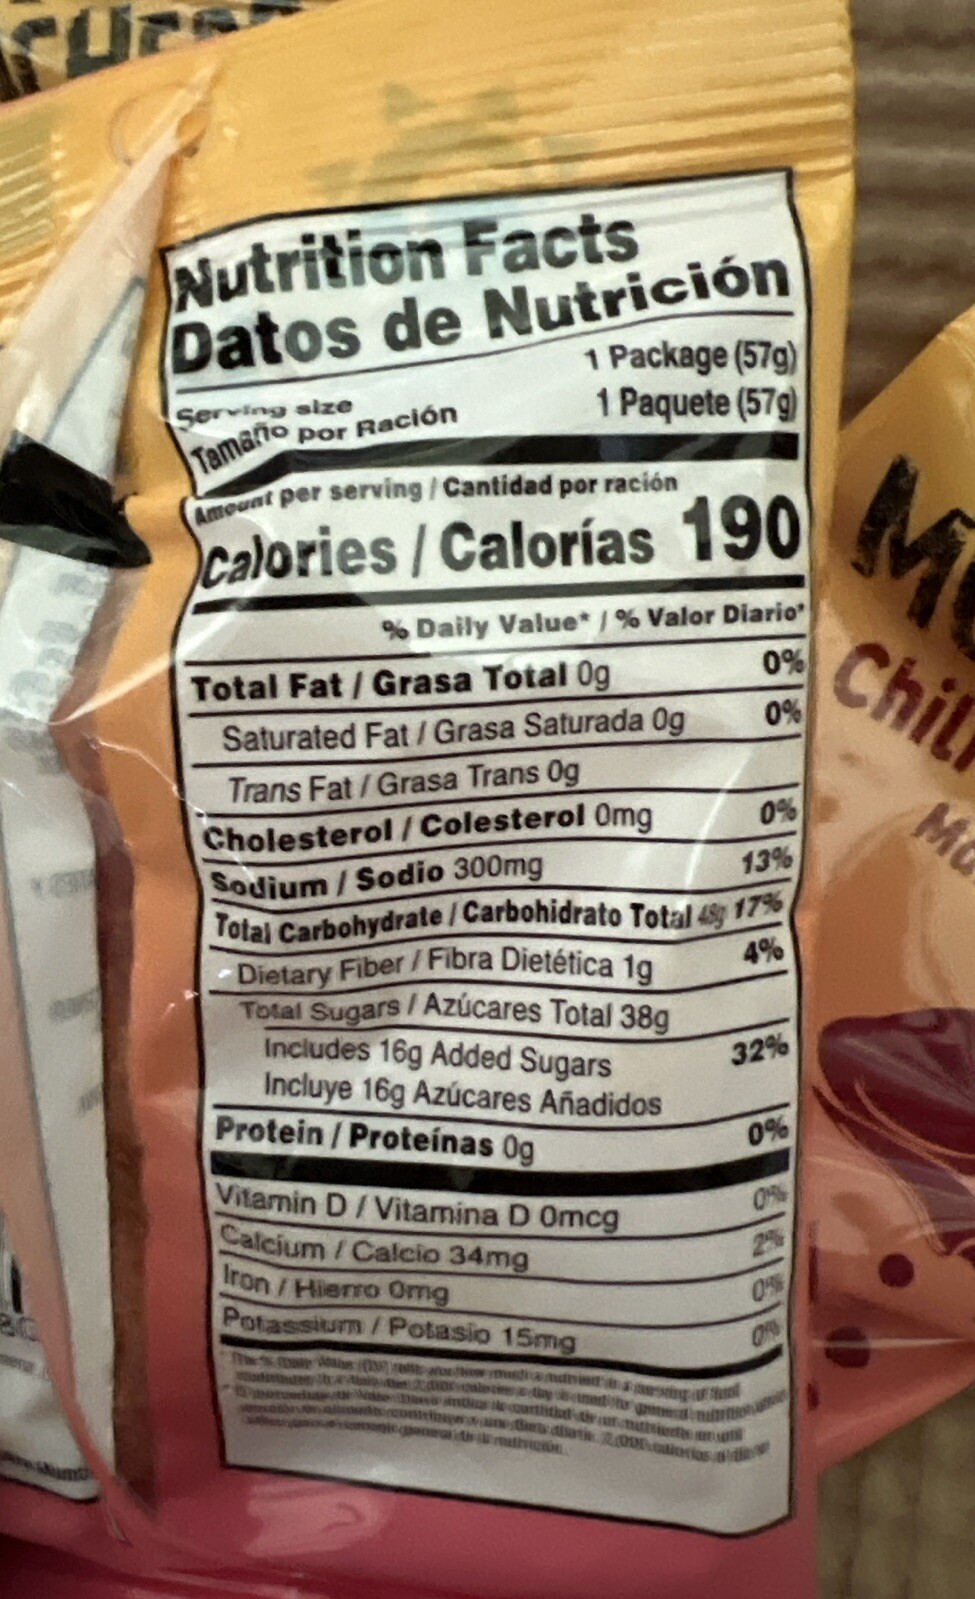 Nutrition Facts
Datos de Nutrición
Serving size 1 Package (57g)
Tamaño por Ración 1 Paquete (57g)
Amount per serving / Cantidad por ración
Calories / Calorías 190
% Daily Value* / % Valor Diario*
Total Fat / Grasa Total 0g 0%
Saturated Fat / Grasa Saturada 0g 0%
Trans Fat / Grasa Trans 0g
Cholesterol / Colesterol 0mg 0%
Sodium / Sodio 300mg 13%
Total Carbohydrate / Carbohidrato Total 48g 17%
Dietary Fiber / Fibra Dietética 1g 4%
Total Sugars / Azúcares Total 38g
Includes 16g Added Sugars 32%
Incluye 16g Azúcares Añadidos
Protein / Proteínas 0g 0%
Vitamin D / Vitamina D 0mcg 0%
Calcium / Calcio 34mg 2%
Iron / Hierro 0mg 0%
Potassium / Potasio 15mg 0%